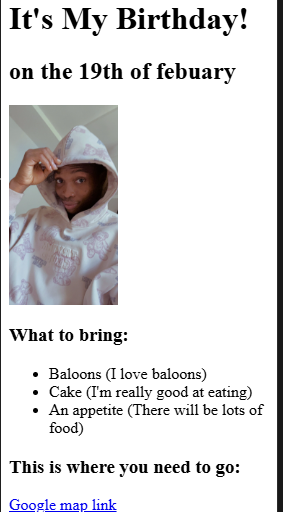 It's My Birthday!
on the 19th of febuary
What to bring:
Baloons (I love baloons)
Cake (I'm really good at eating)
An appetite (There will be lots of
food)
This is where you need to go:
Google map link